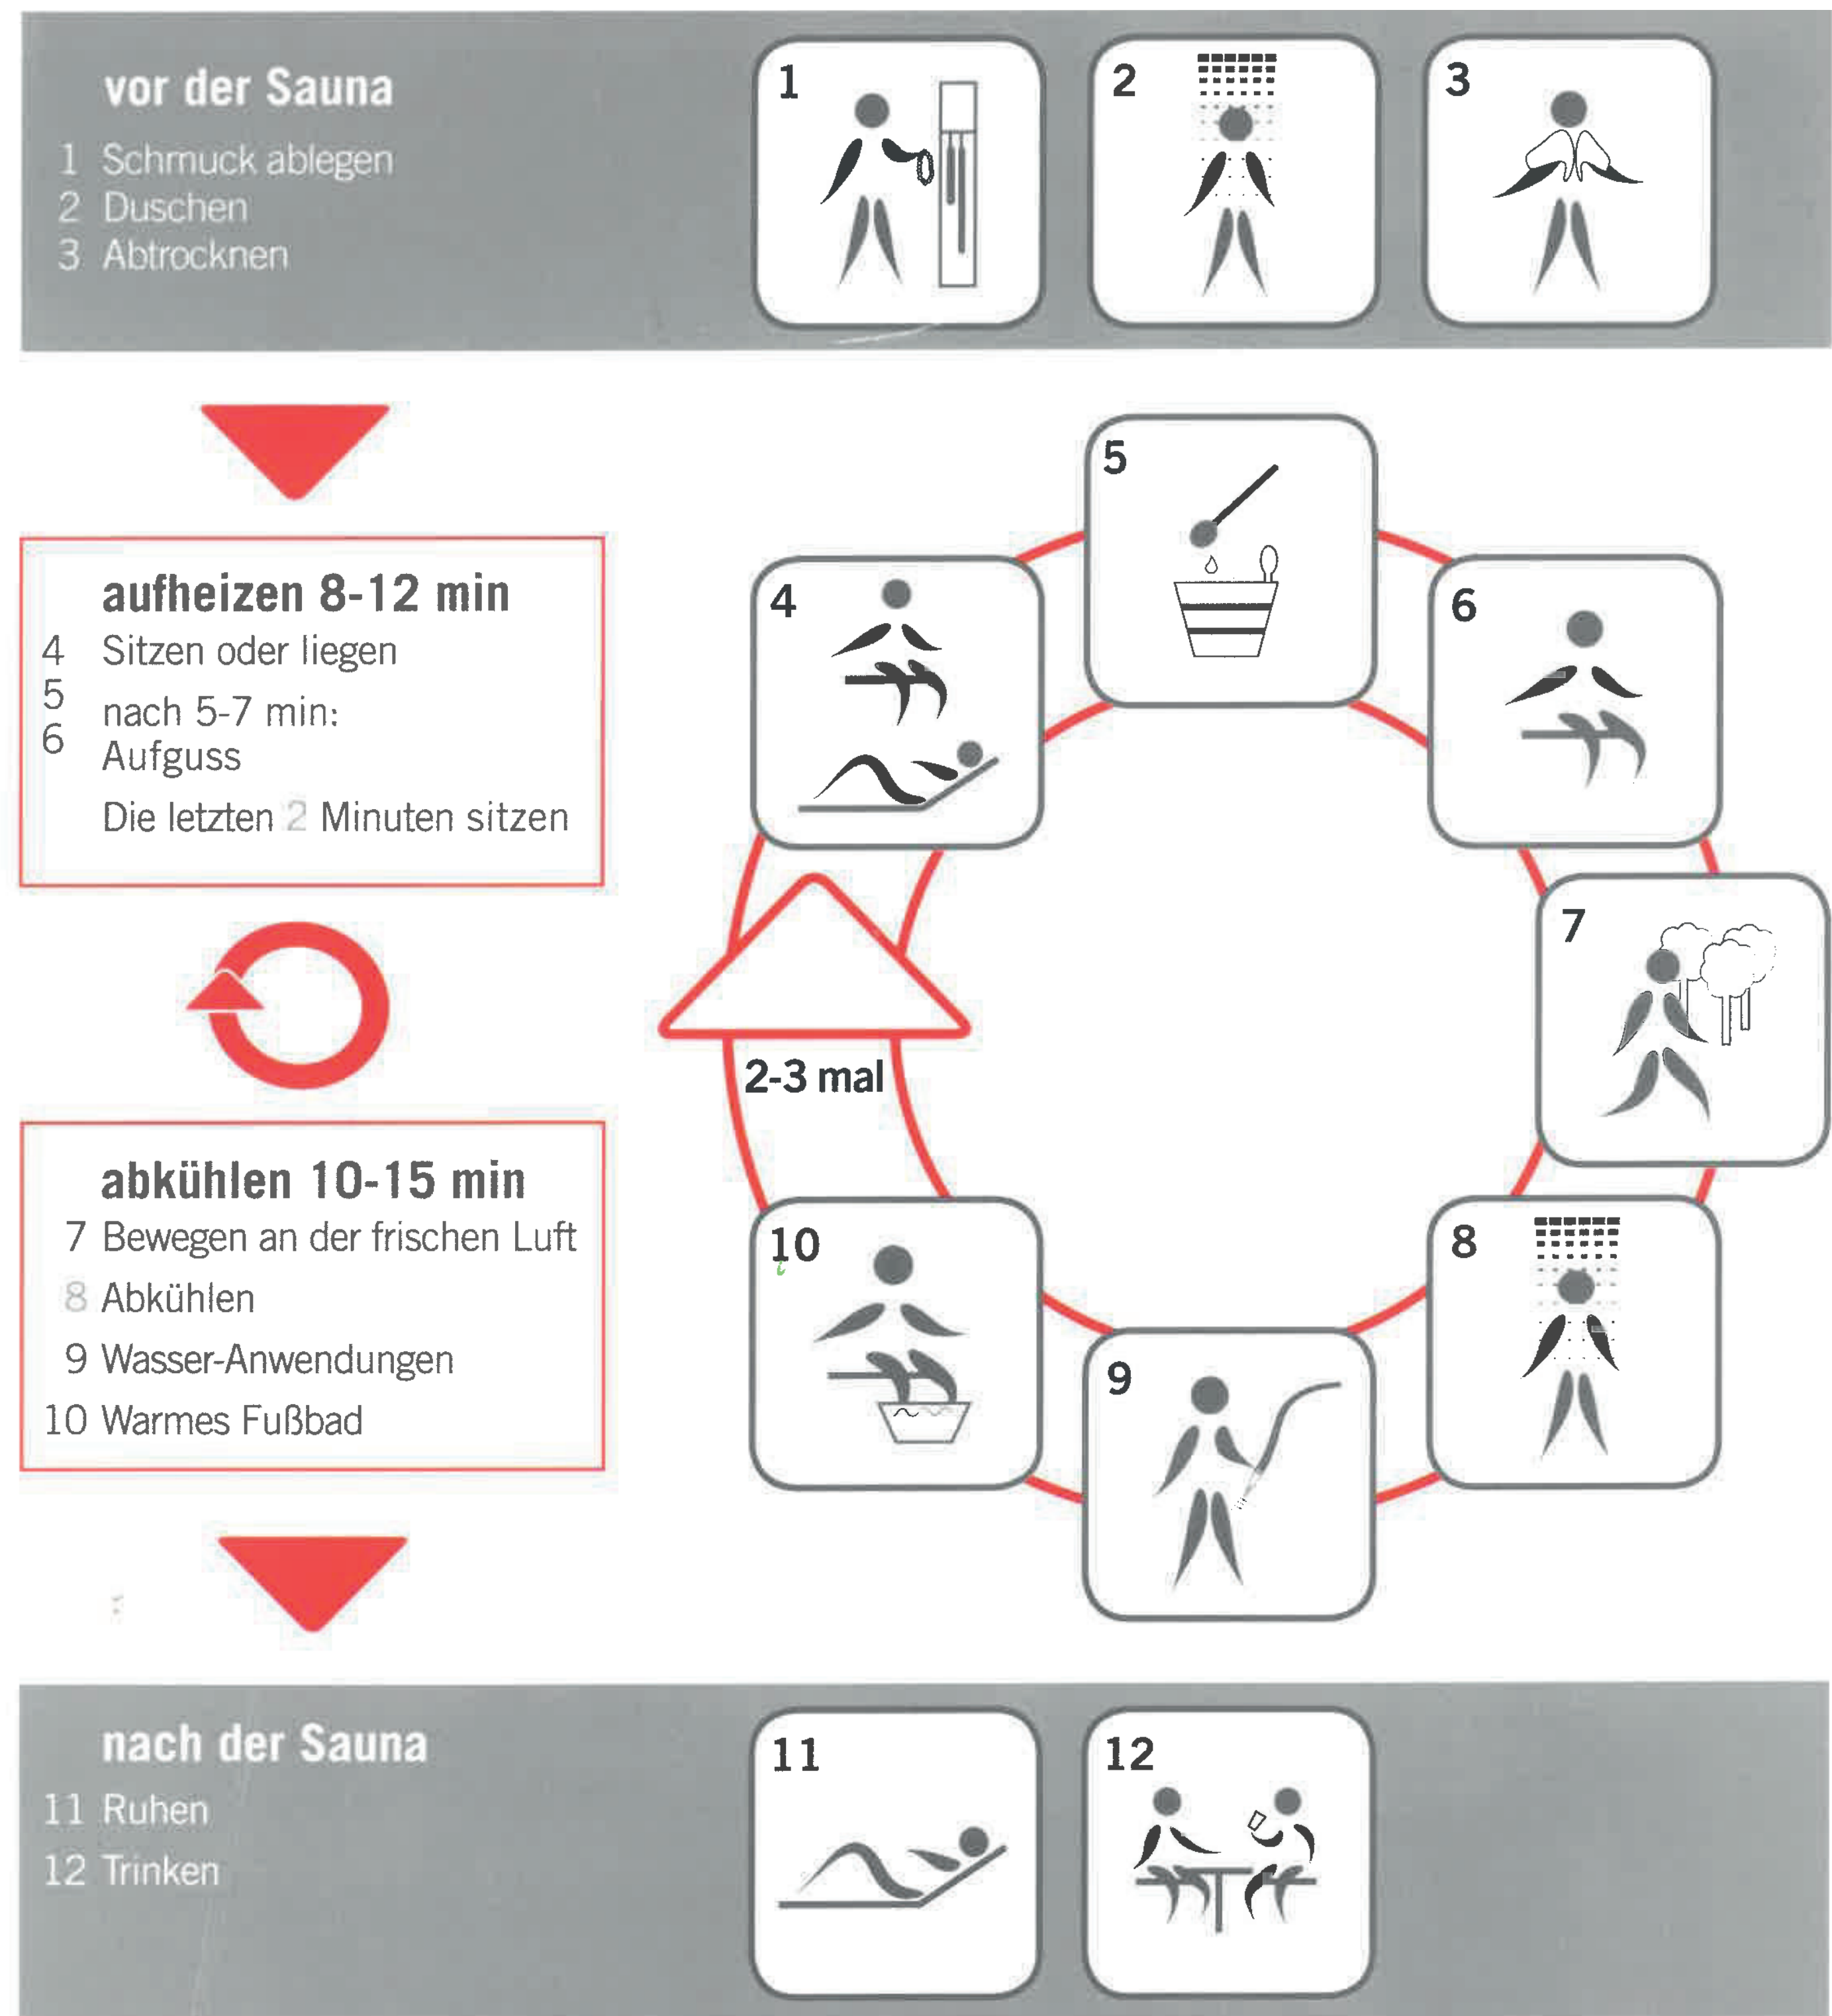 vor der Sauna
1 Schmuck ablegen
2 Duschen
3 Abtrocknen
1
2
3
aufheizen 8-12 min
4 Sitzen oder liegen
5 nach 5-7 min:
6 Aufguss
Die letzten 2 Minuten sitzen
4
5
6
7
8
9
10
2-3 mal
abkühlen 10-15 min
7 Bewegen an der frischen Luft
8 Abkühlen
9 Wasser-Anwendungen
10 Warmes Fußbad
nach der Sauna
11 Ruhen
12 Trinken
11
12